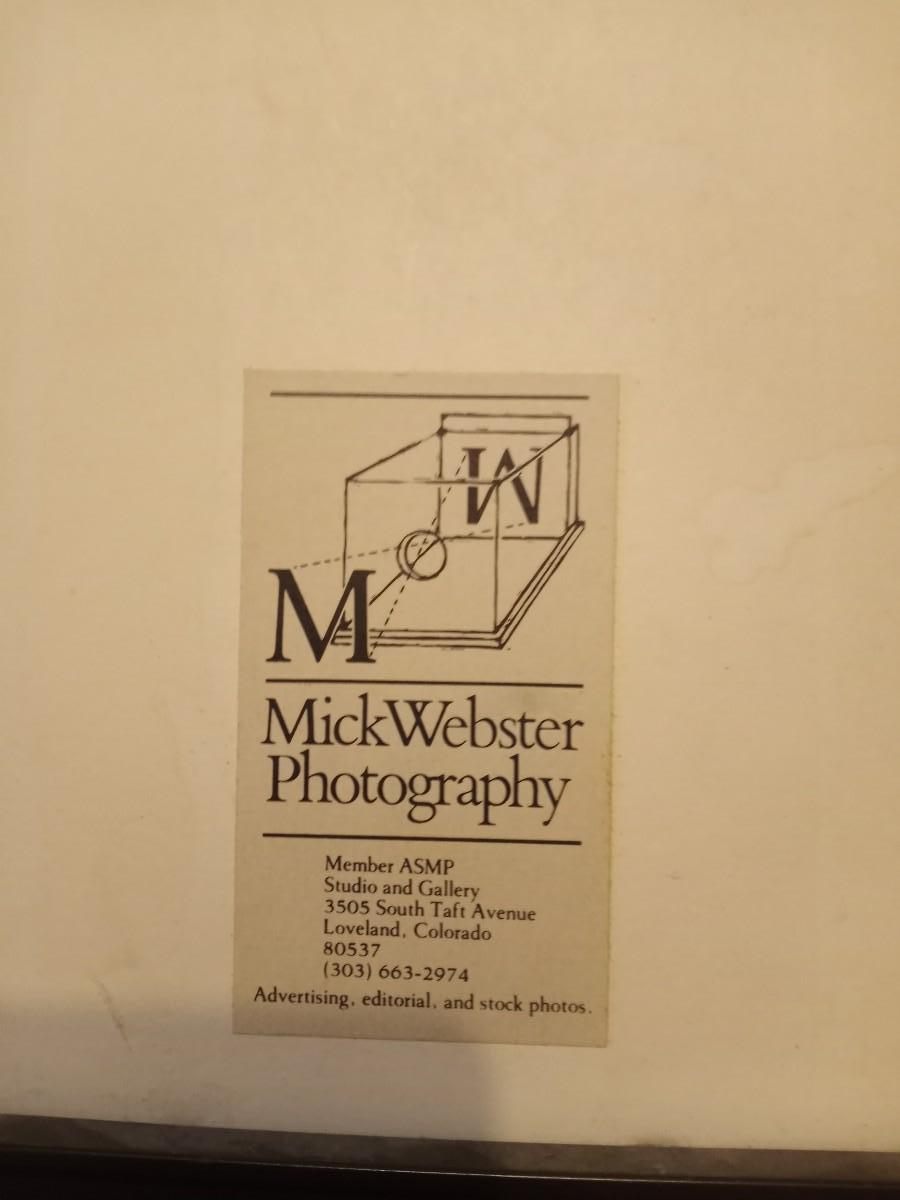 W
M
MickWebster
Photography
Member ASMP
Studio and Gallery
3505 South Taft Avenue
Loveland, Colorado
80537
(303) 663-2974
Advertising, editorial, and stock photos.